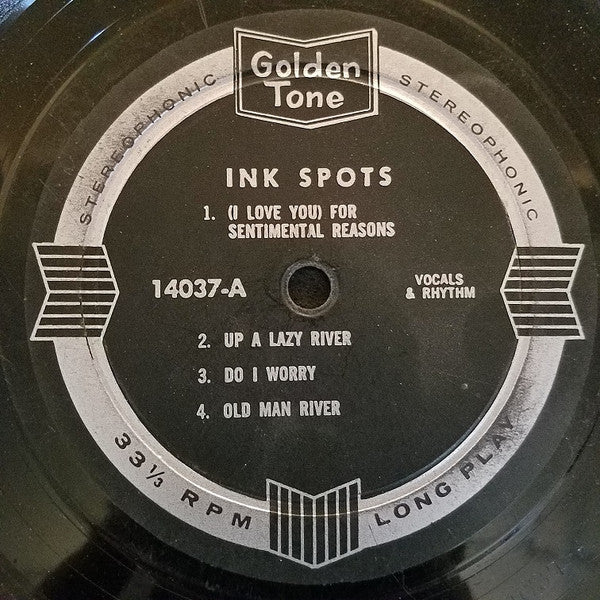 Golden
Tone
STEREOPHONIC
STEREOPHONIC
INK SPOTS
1. (I LOVE YOU) FOR
SENTIMENTAL REASONS
14037-A
VOCALS
& RHYTHM
2. UP A LAZY RIVER
3. DO I WORRY
4. OLD MAN RIVER
33⅓ RPM
LONG PLAY